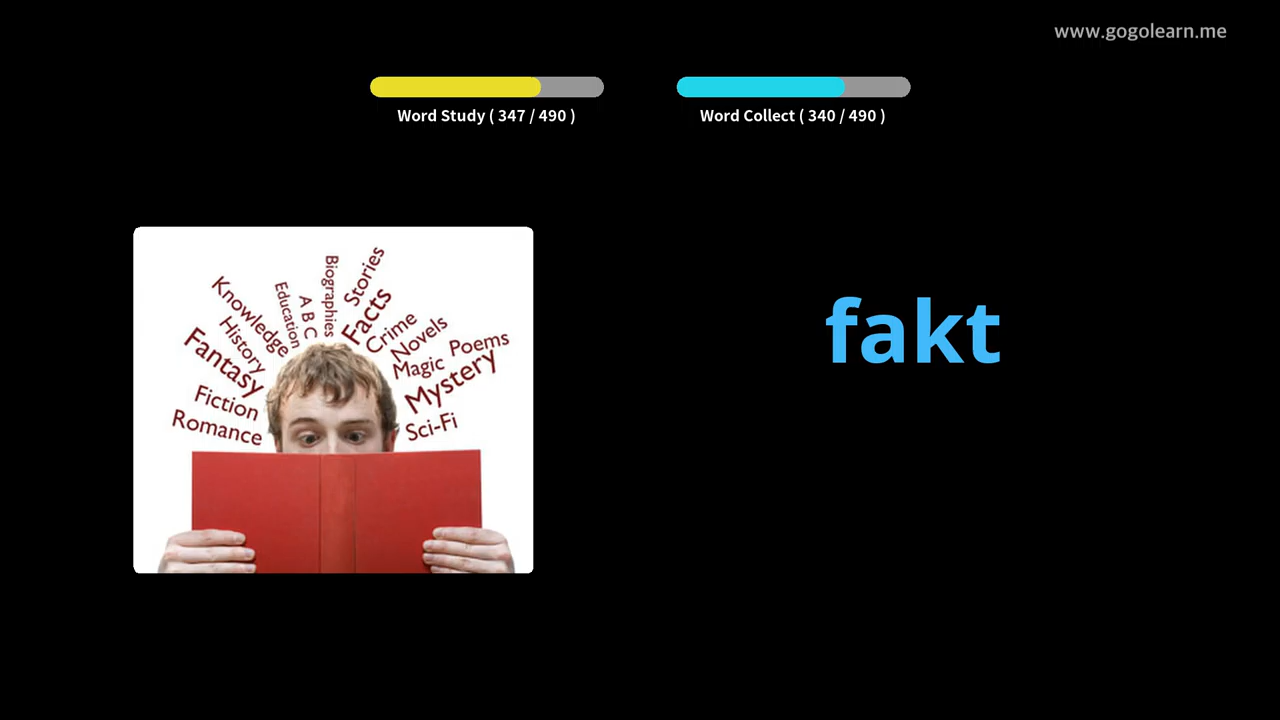 www.gogolearn.me
Word Study ( 347 / 490 )
Word Collect ( 340 / 490 )
fakt
Stories
Biographies
Facts
A B C
Education
Knowledge
Crime
History
Novels
Poems
Fantasy
Magic
Mystery
Fiction
Romance
Sci-Fi